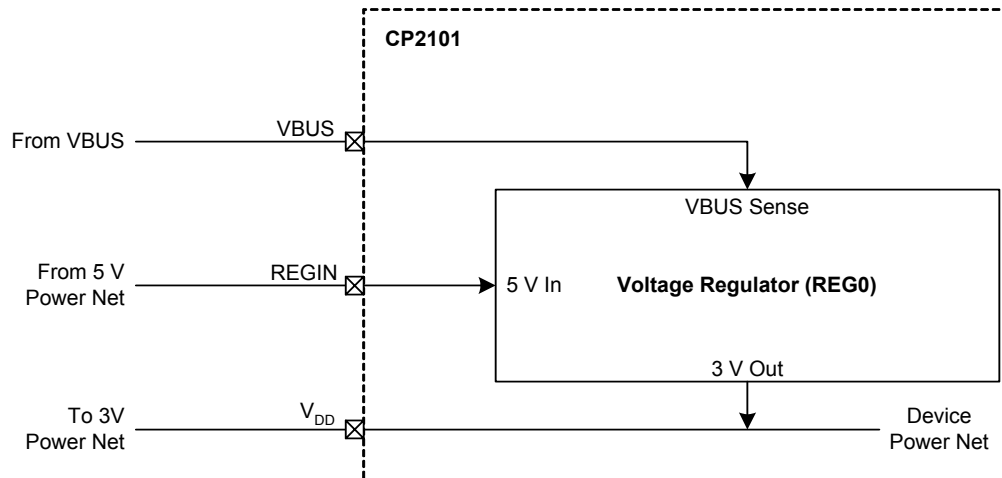 CP2101
From VBUS
VBUS
VBUS Sense
From 5 V
Power Net
REGIN
5 V In
Voltage Regulator (REG0)
3 V Out
To 3V
Power Net
VDD
Device
Power Net